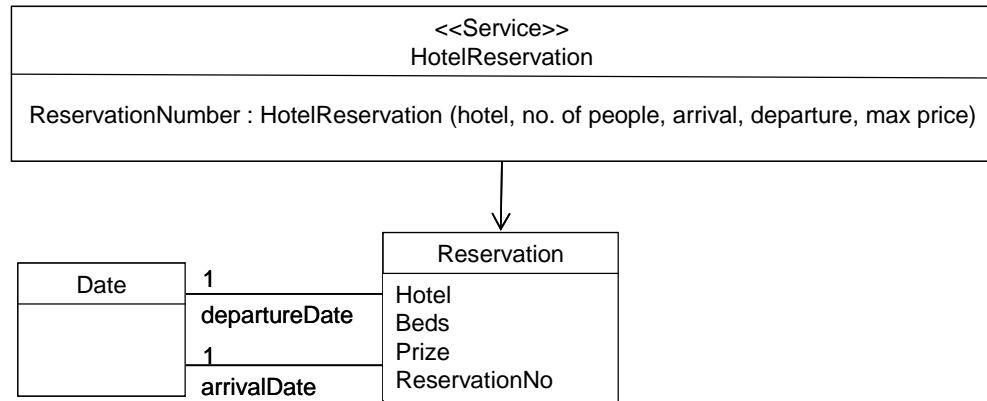 <<Service>>
HotelReservation
ReservationNumber : HotelReservation (hotel, no. of people, arrival, departure, max price)
Reservation
Date
1
departureDate
1
arrivalDate
Hotel
Beds
Prize
ReservationNo